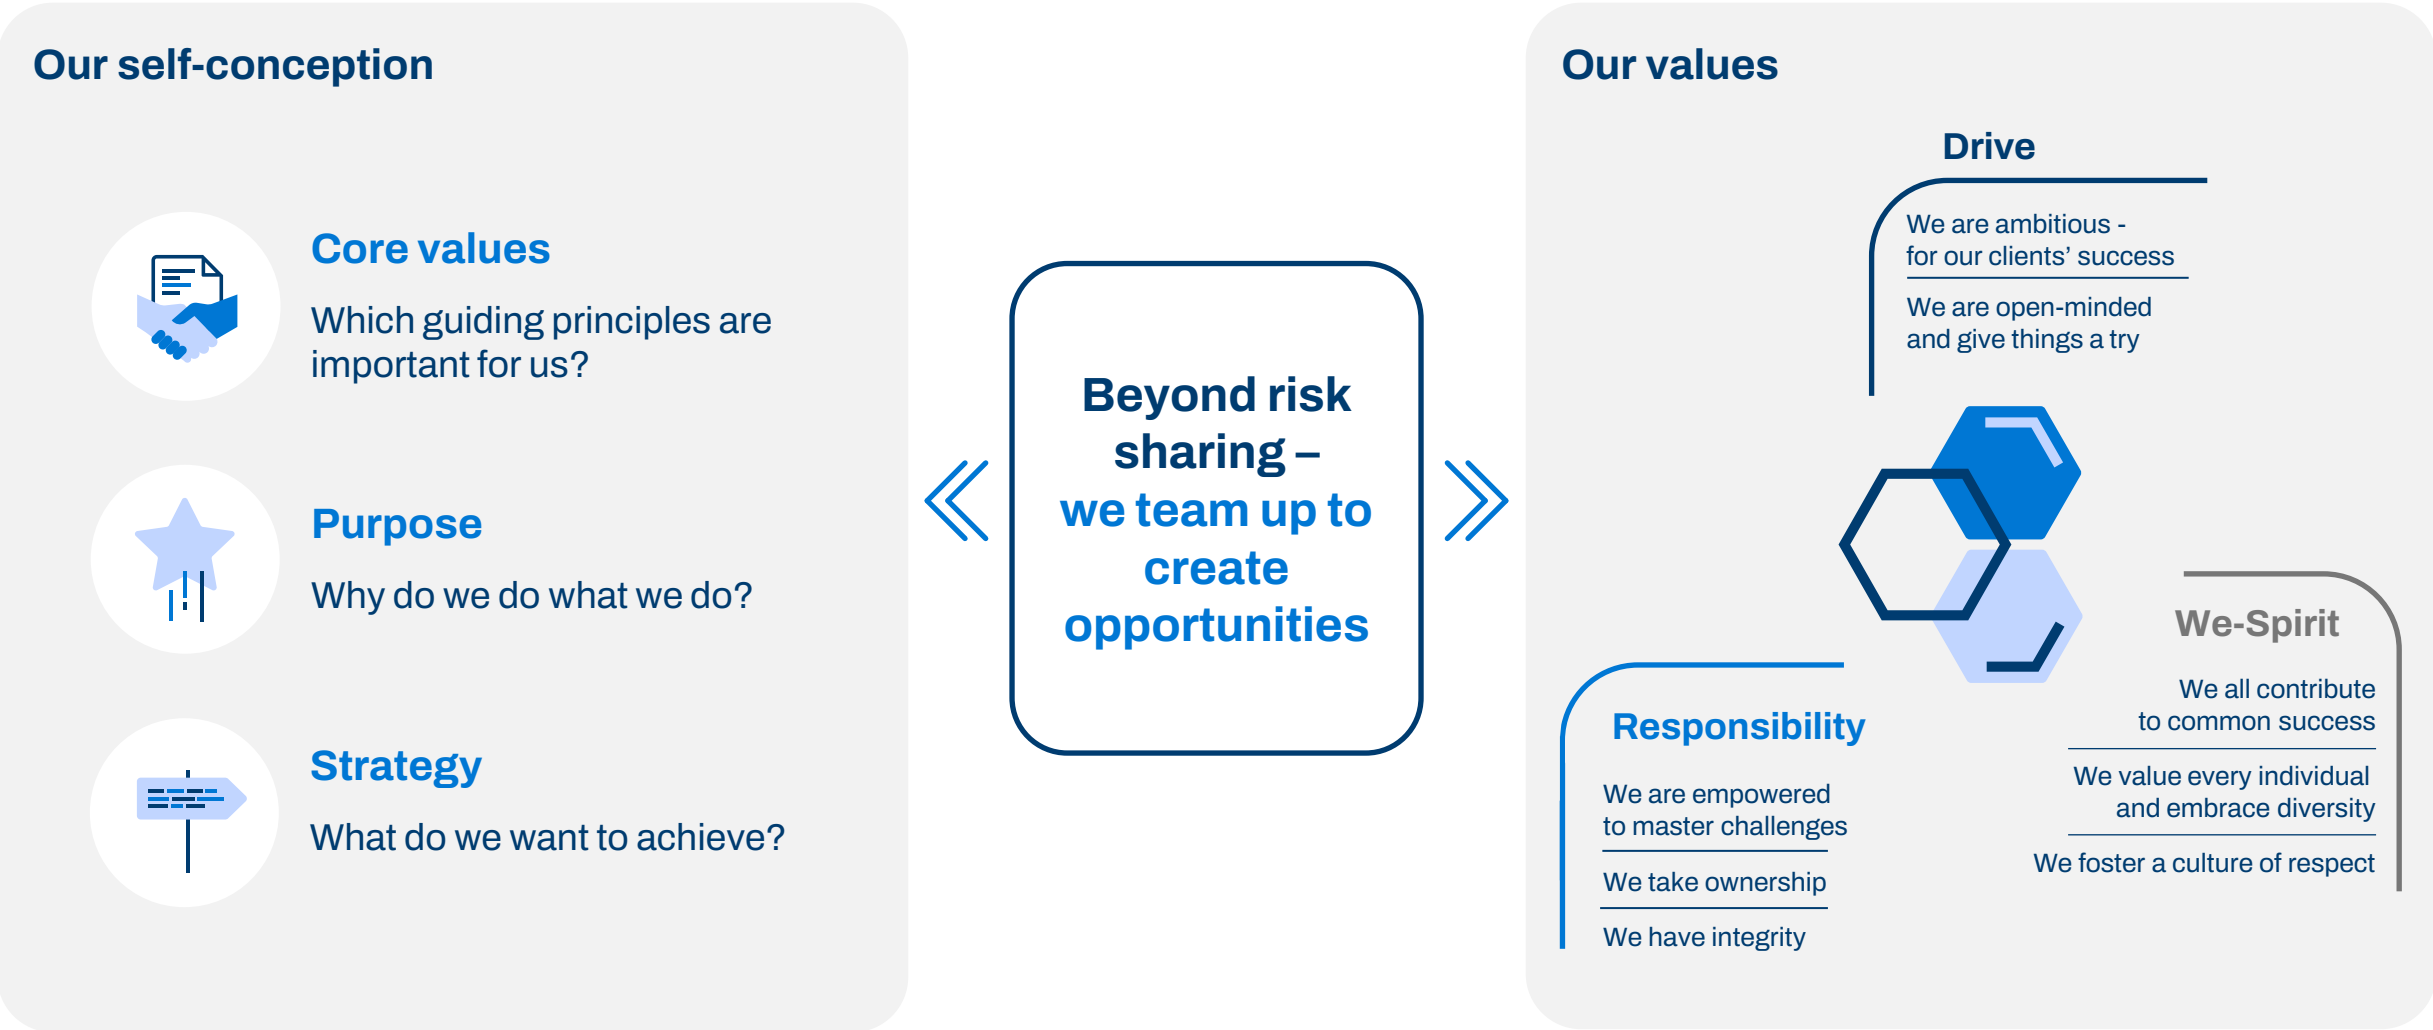 Our self-conception
Core values
Which guiding principles are
important for us?
Purpose
Why do we do what we do?
Strategy
What do we want to achieve?
Beyond risk
sharing –
we team up to
create
opportunities
Our values
Drive
We are ambitious -
for our clients’ success
We are open-minded
and give things a try
We-Spirit
We all contribute
to common success
We value every individual
and embrace diversity
We foster a culture of respect
Responsibility
We are empowered
to master challenges
We take ownership
We have integrity